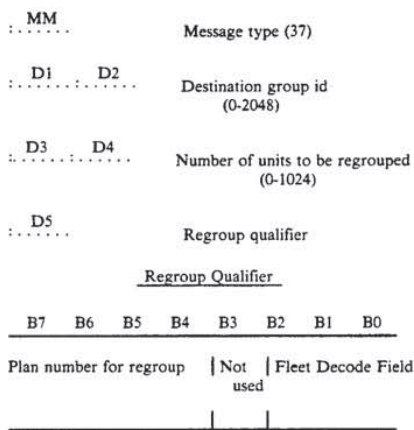 MM
: . . . . . .
Message type (37)
D1 D2
: . . . . . . : . . . . . .
Destination group id
(0-2048)
D3 D4
: . . . . . . : . . . . . .
Number of units to be regrouped
(0-1024)
D5
: . . . . . .
Regroup qualifier
Regroup Qualifier
B7 B6 B5 B4 B3 B2 B1 B0
Plan number for regroup | Not | Fleet Decode Field
used